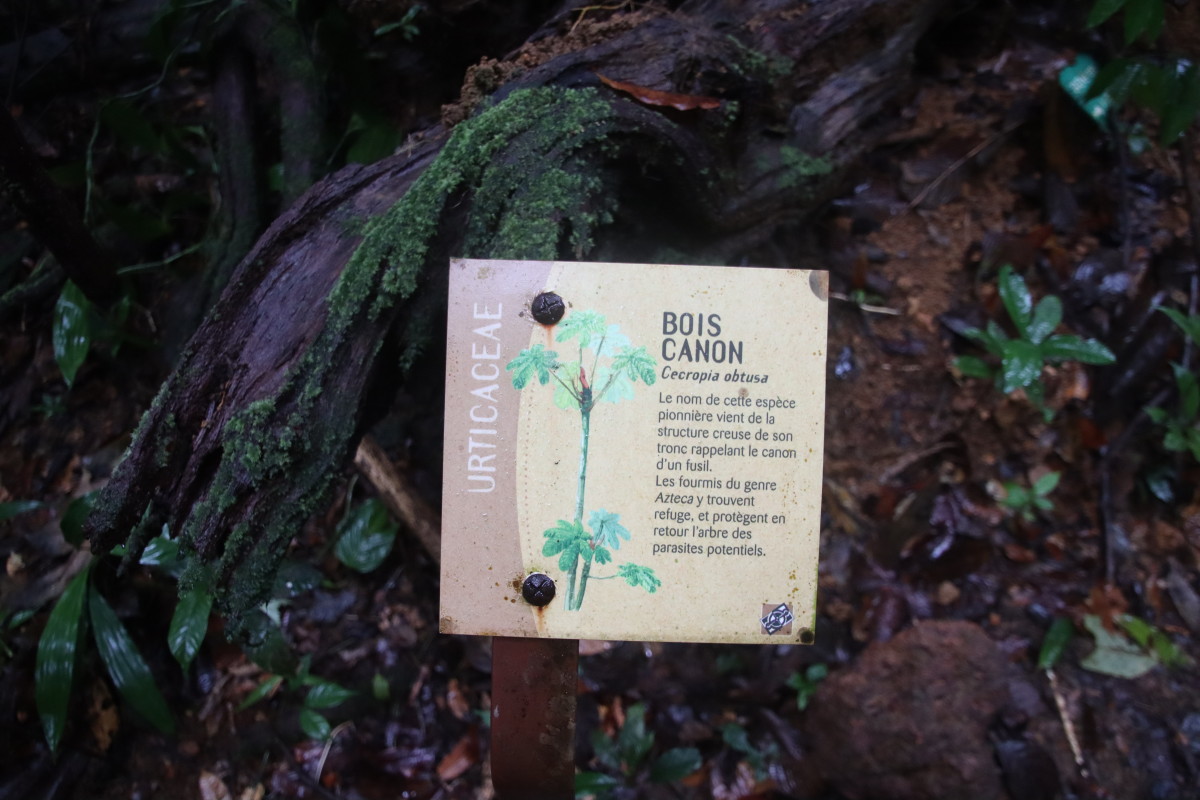 URTICACEAE
BOIS
CANON
Cecropia obtusa
Le nom de cette espèce
pionnière vient de la
structure creuse de son
tronc rappelant le canon
d'un fusil.
Les fourmis du genre
Azteca y trouvent
refuge, et protègent en
retour l'arbre des
parasites potentiels.